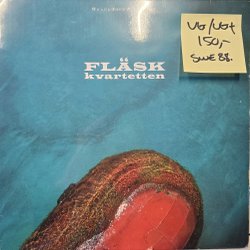 FLÄSK
kvartetten
VG/VG+
150,-
SWE 88.